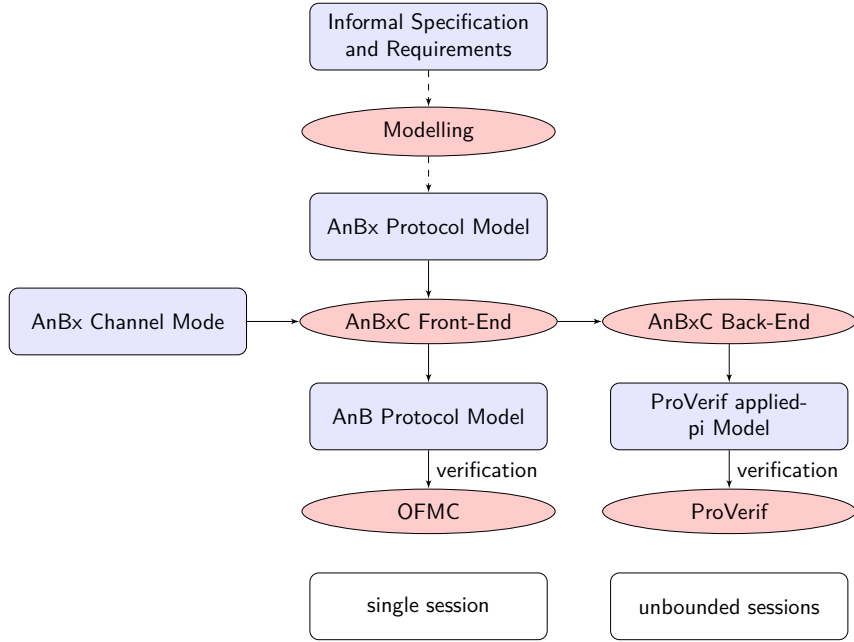 Informal Specification
and Requirements
Modelling
AnBx Protocol Model
AnBx Channel Mode
AnBxC Front-End
AnBxC Back-End
AnB Protocol Model
ProVerif applied-
pi Model
verification
verification
OFMC
ProVerif
single session
unbounded sessions